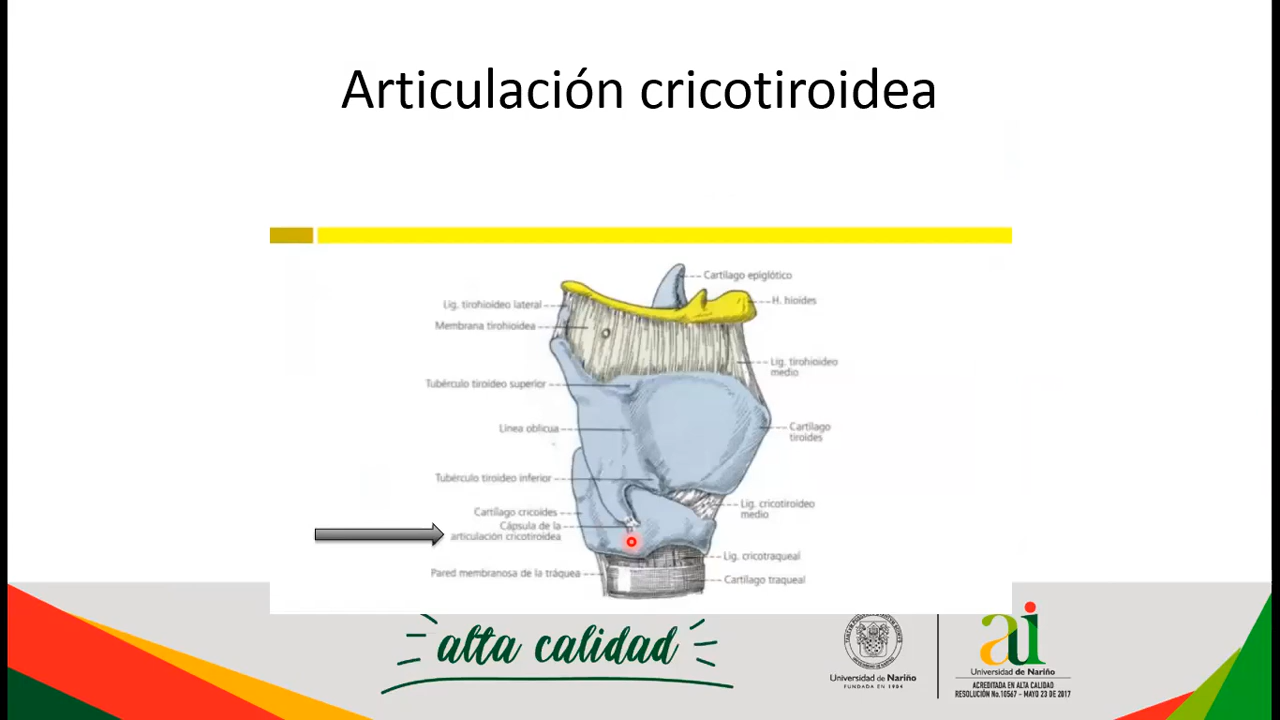 Articulación cricotiroidea
Cartílago epiglótico
Lig. tirohioideo lateral
H. hioides
Membrana tirohioidea
Lig. tirohioideo
medio
Tubérculo tiroideo superior
Línea oblicua
Cartílago
tiroides
Tubérculo tiroideo inferior
Lig. cricotiroideo
medio
Cartílago cricoides
Cápsula de la
articulación cricotiroidea
Lig. cricotraqueal
Pared membranosa de la tráquea
Cartílago traqueal
alta calidad
Universidad de Nariño
FUNDADA EN 1904
ai
Universidad de Nariño
ACREDITADA EN ALTA CALIDAD
RESOLUCIÓN No.10567 - MAYO 23 DE 2017